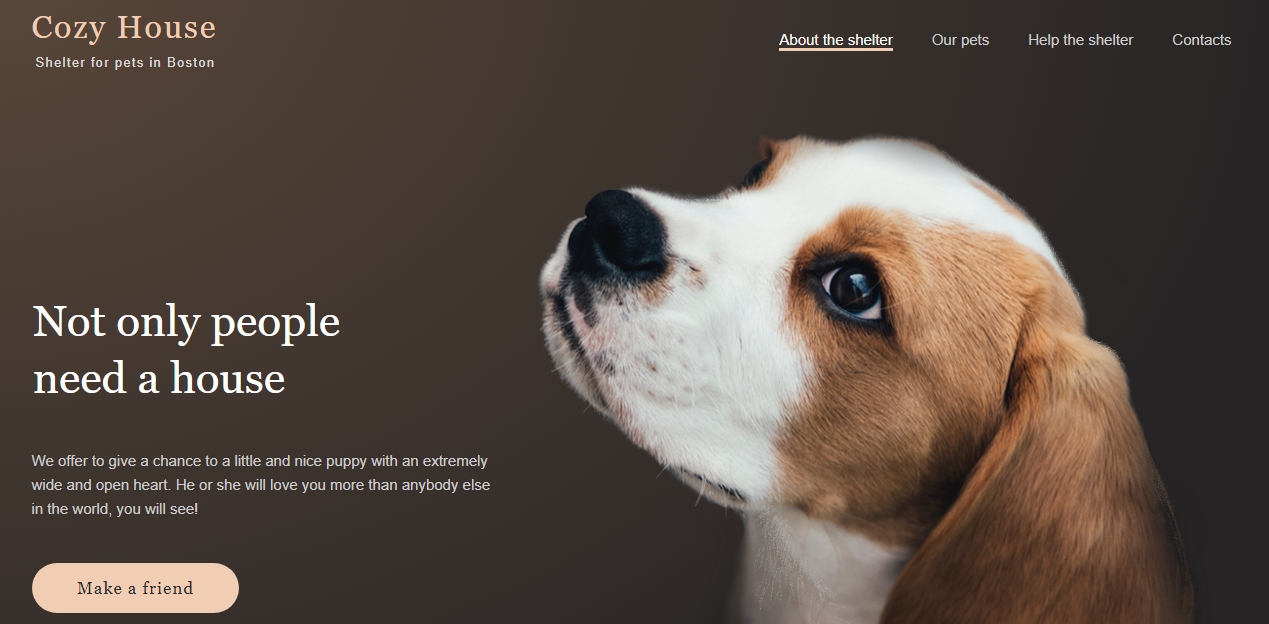 Cozy House
Shelter for pets in Boston
About the shelter
Our pets
Help the shelter
Contacts
Not only people
need a house
We offer to give a chance to a little and nice puppy with an extremely
wide and open heart. He or she will love you more than anybody else
in the world, you will see!
Make a friend